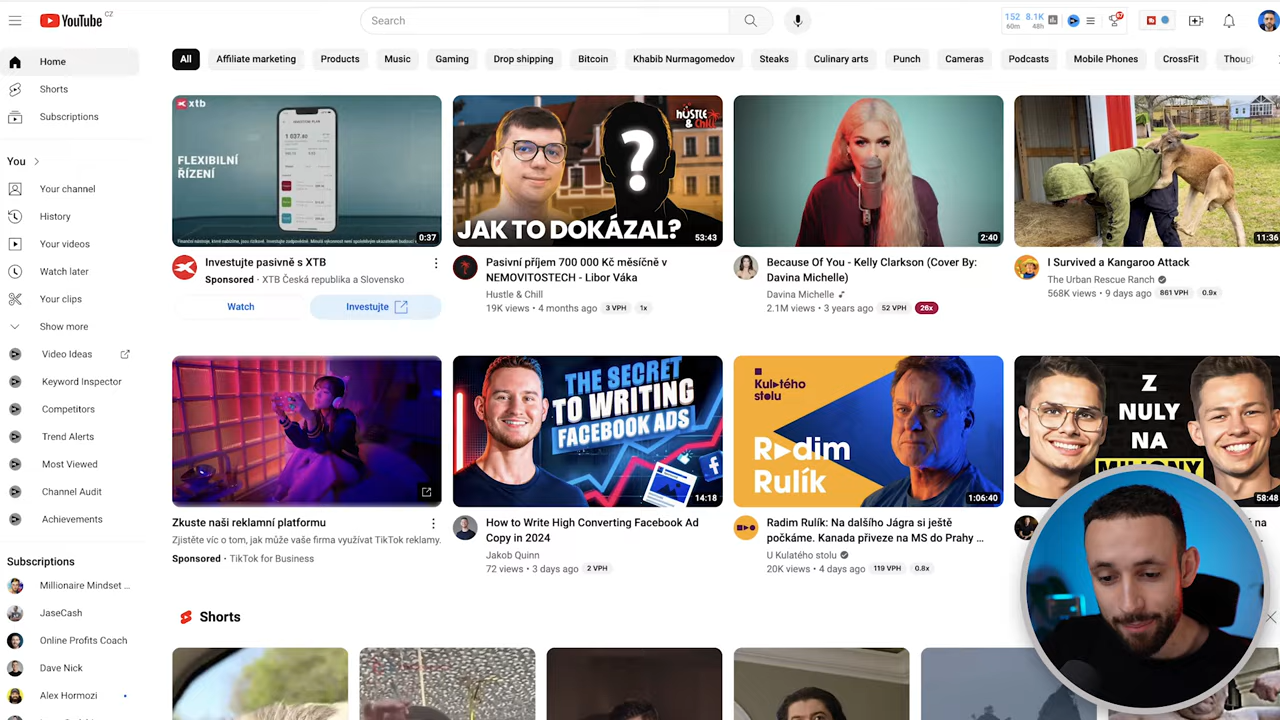 YouTube CZ
Search
152 8.1K
60m 48h
All
Affiliate marketing
Products
Music
Gaming
Drop shipping
Bitcoin
Khabib Nurmagomedov
Steaks
Culinary arts
Punch
Cameras
Podcasts
Mobile Phones
CrossFit
Home
Shorts
Subscriptions
You
Your channel
History
Your videos
Watch later
Your clips
Show more
Video Ideas
Keyword Inspector
Competitors
Trend Alerts
Most Viewed
Channel Audit
Achievements
Subscriptions
Millionaire Mindset ...
JaseCash
Online Profits Coach
Dave Nick
Alex Hormozi
xtb
FLEXIBILNÍ
ŘÍZENÍ
0:37
Investujte pasivně s XTB
Sponsored · XTB Česká republika a Slovensko
Watch
Investujte
HUSTLE
& CHILL
?
JAK TO DOKÁZAL?
53:43
Pasivní příjem 700 000 Kč měsíčně v
NEMOVITOSTECH - Libor Váka
Hustle & Chill
19K views • 4 months ago 3 VPH 1x
2:40
Because Of You - Kelly Clarkson (Cover By:
Davina Michelle)
Davina Michelle
2.1M views • 3 years ago 52 VPH 26x
11:36
I Survived a Kangaroo Attack
The Urban Rescue Ranch
568K views • 9 days ago 861 VPH 0.9x
Zkuste naši reklamní platformu
Zjistěte víc o tom, jak může vaše firma využívat TikTok reklamy.
Sponsored · TikTok for Business
THE SECRET
TO WRITING
FACEBOOK ADS
14:18
How to Write High Converting Facebook Ad
Copy in 2024
Jakob Quinn
72 views • 3 days ago 2 VPH
Kulatého
stolu
Radim
Rulík
1:06:40
Radim Rulík: Na dalšího Jágra si ještě
počkáme. Kanada přiveze na MS do Prahy ...
U Kulatého stolu
20K views • 4 days ago 119 VPH 0.8x
Z
NULY
NA
MILIONY
58:48
na
Shorts